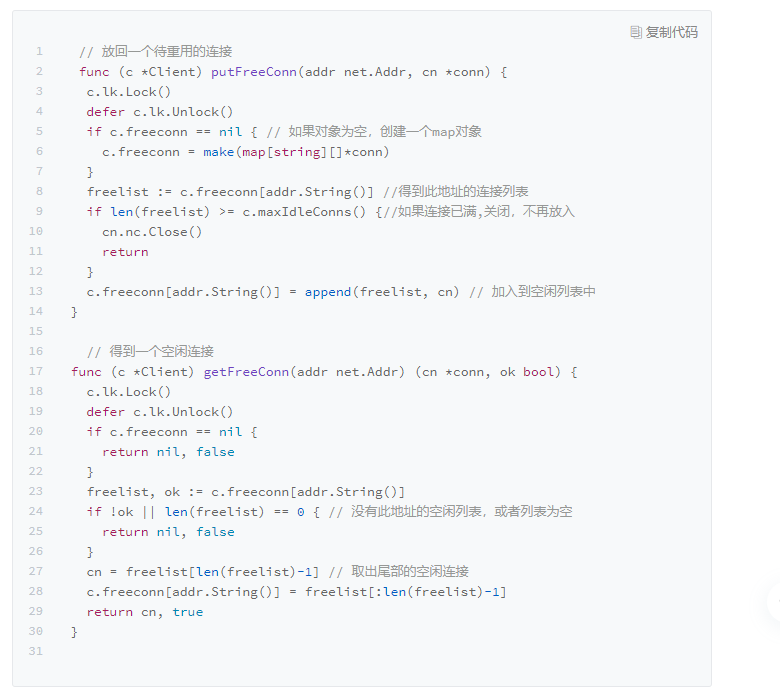 复制代码
1 // 放回一个待重用的连接
2 func (c *Client) putFreeConn(addr net.Addr, cn *conn) {
3 c.lk.Lock()
4 defer c.lk.Unlock()
5 if c.freeconn == nil { // 如果对象为空，创建一个map对象
6 c.freeconn = make(map[string][]*conn)
7 }
8 freelist := c.freeconn[addr.String()] //得到此地址的连接列表
9 if len(freelist) >= c.maxIdleConns() {//如果连接已满,关闭，不再放入
10 cn.nc.Close()
11 return
12 }
13 c.freeconn[addr.String()] = append(freelist, cn) // 加入到空闲列表中
14 }
15
16 // 得到一个空闲连接
17 func (c *Client) getFreeConn(addr net.Addr) (cn *conn, ok bool) {
18 c.lk.Lock()
19 defer c.lk.Unlock()
20 if c.freeconn == nil {
21 return nil, false
22 }
23 freelist, ok := c.freeconn[addr.String()]
24 if !ok || len(freelist) == 0 { // 没有此地址的空闲列表，或者列表为空
25 return nil, false
26 }
27 cn = freelist[len(freelist)-1] // 取出尾部的空闲连接
28 c.freeconn[addr.String()] = freelist[:len(freelist)-1]
29 return cn, true
30 }
31